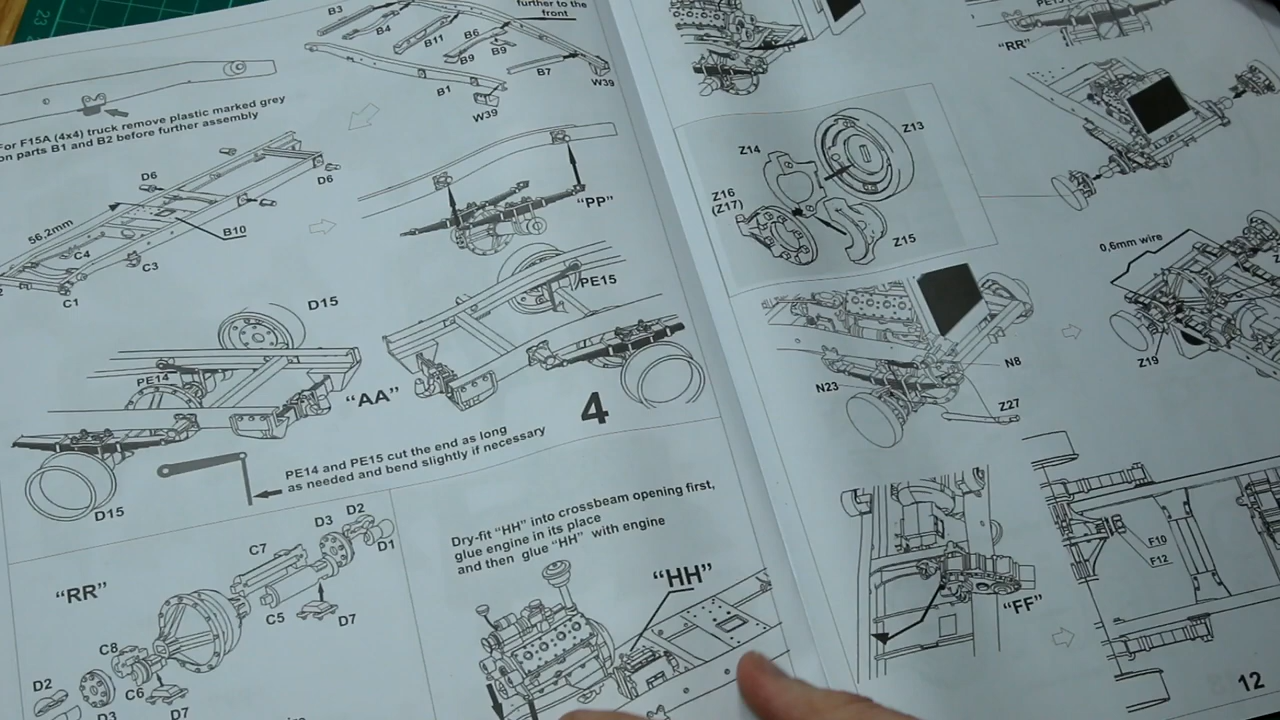 23 22
B3
B4
B11
B6
B9
B9
B7
further to the
front
W39
B1
W39
For F15A (4x4) truck remove plastic marked grey
on parts B1 and B2 before further assembly
D6
D6
56,2mm
B10
C4
C3
C1
2
"PP"
D15
PE15
PE14
"AA"
4
PE14 and PE15 cut the end as long
as needed and bend slightly if necessary
D15
"RR"
C7
D3
D2
D1
C5
D7
C8
C6
D7
D2
D3
Dry-fit "HH" into crossbeam opening first,
glue engine in its place
and then glue "HH" with engine
"HH"
"RR"
Z13
Z14
Z16
(Z17)
Z15
0,6mm wire
Z19
N8
N23
Z27
F10
F12
"FF"
12